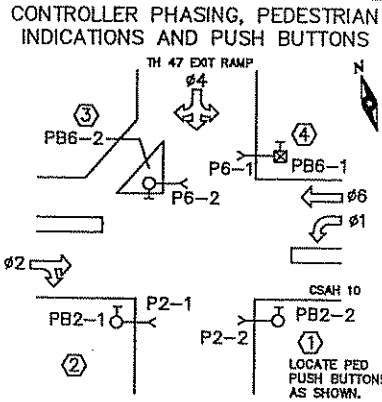 CONTROLLER PHASING, PEDESTRIAN
INDICATIONS AND PUSH BUTTONS
TH 47 EXIT RAMP
ø4
N
3
PB6-2
4
P6-1
PB6-1
P6-2
ø6
ø1
ø2
CSAH 10
P2-1
PB2-1
PB2-2
P2-2
2
1
LOCATE PED
PUSH BUTTONS
AS SHOWN.